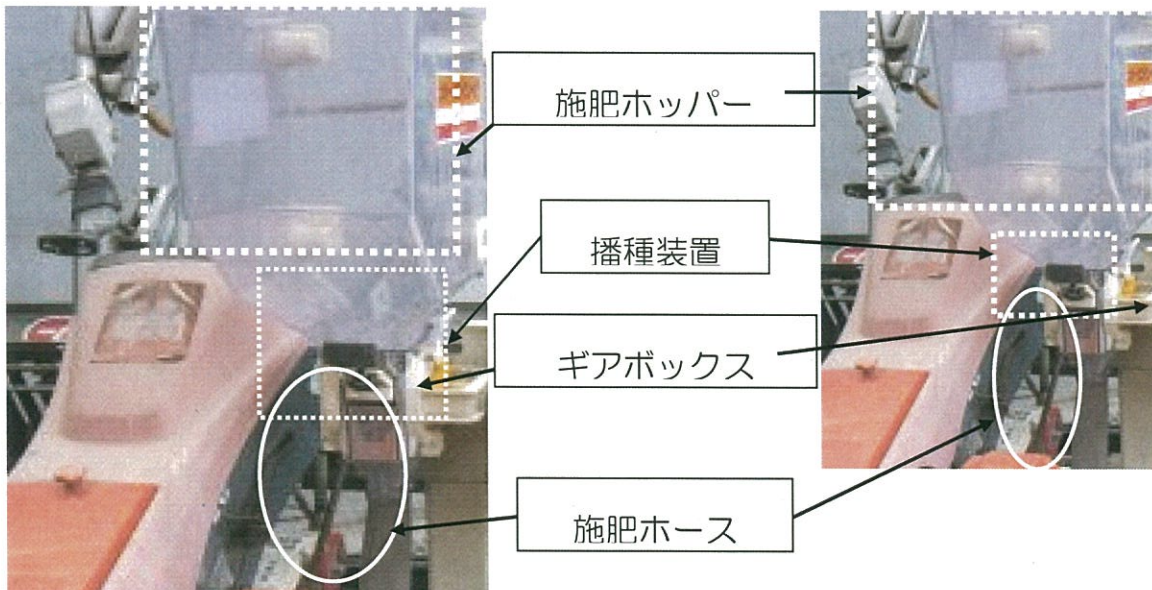 施肥ホッパー
播種装置
ギアボックス
施肥ホース